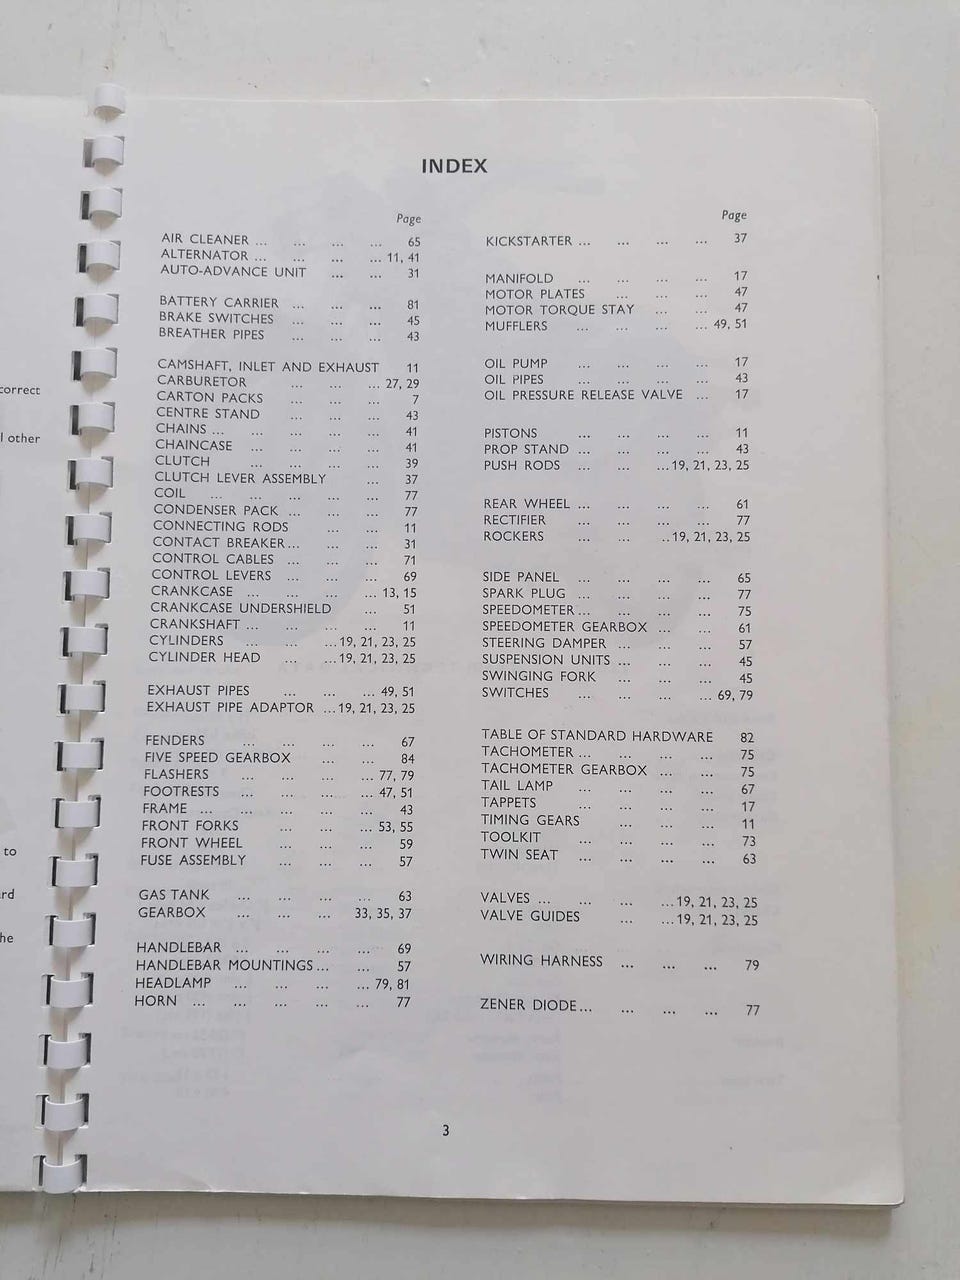 correct
l other
to
rd
he
INDEX
Page
AIR CLEANER ... ... ... ... 65
ALTERNATOR ... ... ... ... 11, 41
AUTO-ADVANCE UNIT ... ... 31
BATTERY CARRIER ... ... ... 81
BRAKE SWITCHES ... ... ... 45
BREATHER PIPES ... ... ... 43
CAMSHAFT, INLET AND EXHAUST 11
CARBURETOR ... ... ... 27, 29
CARTON PACKS ... ... ... 7
CENTRE STAND ... ... ... 43
CHAINS ... ... ... ... ... 41
CHAINCASE ... ... ... ... 41
CLUTCH ... ... ... ... 39
CLUTCH LEVER ASSEMBLY ... 37
COIL ... ... ... ... ... 77
CONDENSER PACK ... ... ... 77
CONNECTING RODS ... ... 11
CONTACT BREAKER ... ... ... 31
CONTROL CABLES ... ... ... 71
CONTROL LEVERS ... ... ... 69
CRANKCASE ... ... ... ... 13, 15
CRANKCASE UNDERSHIELD ... 51
CRANKSHAFT ... ... ... ... 11
CYLINDERS ... ... ... 19, 21, 23, 25
CYLINDER HEAD ... ... 19, 21, 23, 25
EXHAUST PIPES ... ... ... 49, 51
EXHAUST PIPE ADAPTOR ... 19, 21, 23, 25
FENDERS ... ... ... ... 67
FIVE SPEED GEARBOX ... ... 84
FLASHERS ... ... ... ... 77, 79
FOOTRESTS ... ... ... ... 47, 51
FRAME ... ... ... ... ... 43
FRONT FORKS ... ... ... 53, 55
FRONT WHEEL ... ... ... 59
FUSE ASSEMBLY ... ... ... 57
GAS TANK ... ... ... ... 63
GEARBOX ... ... ... 33, 35, 37
HANDLEBAR ... ... ... ... 69
HANDLEBAR MOUNTINGS ... ... 57
HEADLAMP ... ... ... ... 79, 81
HORN ... ... ... ... ... 77
Page
KICKSTARTER ... ... ... ... 37
MANIFOLD ... ... ... ... 17
MOTOR PLATES ... ... ... 47
MOTOR TORQUE STAY ... ... 47
MUFFLERS ... ... ... ... 49, 51
OIL PUMP ... ... ... ... 17
OIL PIPES ... ... ... ... 43
OIL PRESSURE RELEASE VALVE ... 17
PISTONS ... ... ... ... 11
PROP STAND ... ... ... ... 43
PUSH RODS ... ... ... 19, 21, 23, 25
REAR WHEEL ... ... ... ... 61
RECTIFIER ... ... ... ... 77
ROCKERS ... ... .. 19, 21, 23, 25
SIDE PANEL ... ... ... ... 65
SPARK PLUG ... ... ... ... 77
SPEEDOMETER ... ... ... ... 75
SPEEDOMETER GEARBOX ... ... 61
STEERING DAMPER ... ... ... 57
SUSPENSION UNITS ... ... ... 45
SWINGING FORK ... ... ... 45
SWITCHES ... ... ... ... 69, 79
TABLE OF STANDARD HARDWARE 82
TACHOMETER ... ... ... ... 75
TACHOMETER GEARBOX ... ... 75
TAIL LAMP ... ... ... ... 67
TAPPETS ... ... ... ... 17
TIMING GEARS ... ... ... 11
TOOLKIT ... ... ... ... 73
TWIN SEAT ... ... ... ... 63
VALVES ... ... ... ... 19, 21, 23, 25
VALVE GUIDES ... ... 19, 21, 23, 25
WIRING HARNESS ... ... ... 79
ZENER DIODE ... ... ... ... 77
3